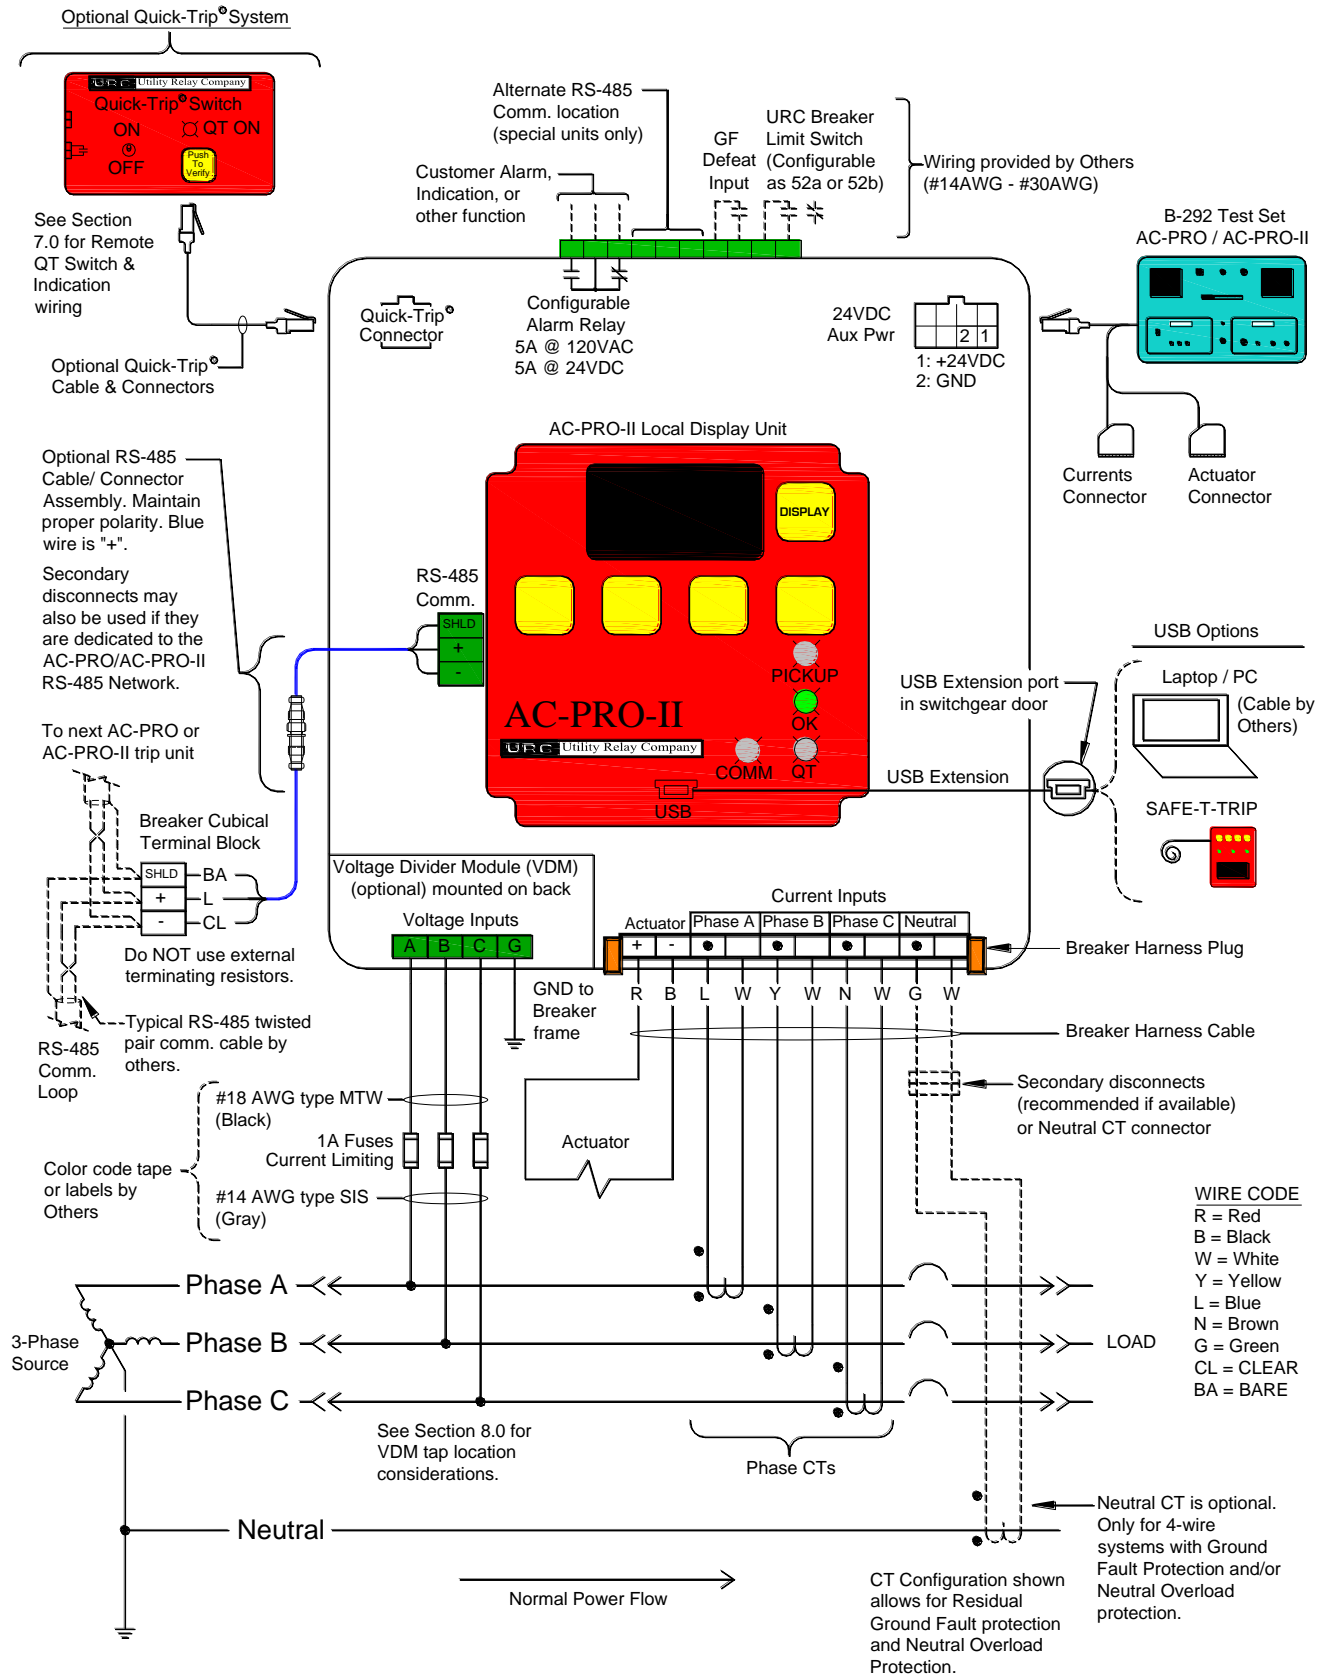 Optional Quick-Trip® System
URC Utility Relay Company
Quick-Trip® Switch
ON
QT ON
OFF
Push
To
Verify
See Section
7.0 for Remote
QT Switch &
Indication
wiring
Optional Quick-Trip®
Cable & Connectors
Alternate RS-485
Comm. location
(special units only)
Customer Alarm,
Indication, or
other function
GF
Defeat
Input
URC Breaker
Limit Switch
(Configurable
as 52a or 52b)
Wiring provided by Others
(#14AWG - #30AWG)
B-292 Test Set
AC-PRO / AC-PRO-II
Quick-Trip®
Connector
Configurable
Alarm Relay
5A @ 120VAC
5A @ 24VDC
24VDC
Aux Pwr
2 1
1: +24VDC
2: GND
Currents
Connector
Actuator
Connector
AC-PRO-II Local Display Unit
DISPLAY
Optional RS-485
Cable/ Connector
Assembly. Maintain
proper polarity. Blue
wire is "+".
Secondary
disconnects may
also be used if they
are dedicated to the
AC-PRO/AC-PRO-II
RS-485 Network.
RS-485
Comm.
SHLD
+
-
PICKUP
OK
AC-PRO-II
URC Utility Relay Company
COMM
QT
USB
USB Extension port
in switchgear door
USB Extension
USB Options
Laptop / PC
(Cable by
Others)
SAFE-T-TRIP
To next AC-PRO or
AC-PRO-II trip unit
Breaker Cubical
Terminal Block
SHLD BA
+ L
- CL
Do NOT use external
terminating resistors.
Typical RS-485 twisted
pair comm. cable by
others.
RS-485
Comm.
Loop
Voltage Divider Module (VDM)
(optional) mounted on back
Voltage Inputs
A B C G
GND to
Breaker
frame
Current Inputs
Actuator Phase A Phase B Phase C Neutral
+ -
R B L W Y W N W G W
Breaker Harness Plug
Breaker Harness Cable
Secondary disconnects
(recommended if available)
or Neutral CT connector
#18 AWG type MTW
(Black)
1A Fuses
Current Limiting
#14 AWG type SIS
(Gray)
Color code tape
or labels by
Others
Actuator
WIRE CODE
R = Red
B = Black
W = White
Y = Yellow
L = Blue
N = Brown
G = Green
CL = CLEAR
BA = BARE
3-Phase
Source
Phase A
Phase B
Phase C
LOAD
See Section 8.0 for
VDM tap location
considerations.
Phase CTs
Neutral
Normal Power Flow
Neutral CT is optional.
Only for 4-wire
systems with Ground
Fault Protection and/or
Neutral Overload
protection.
CT Configuration shown
allows for Residual
Ground Fault protection
and Neutral Overload
Protection.